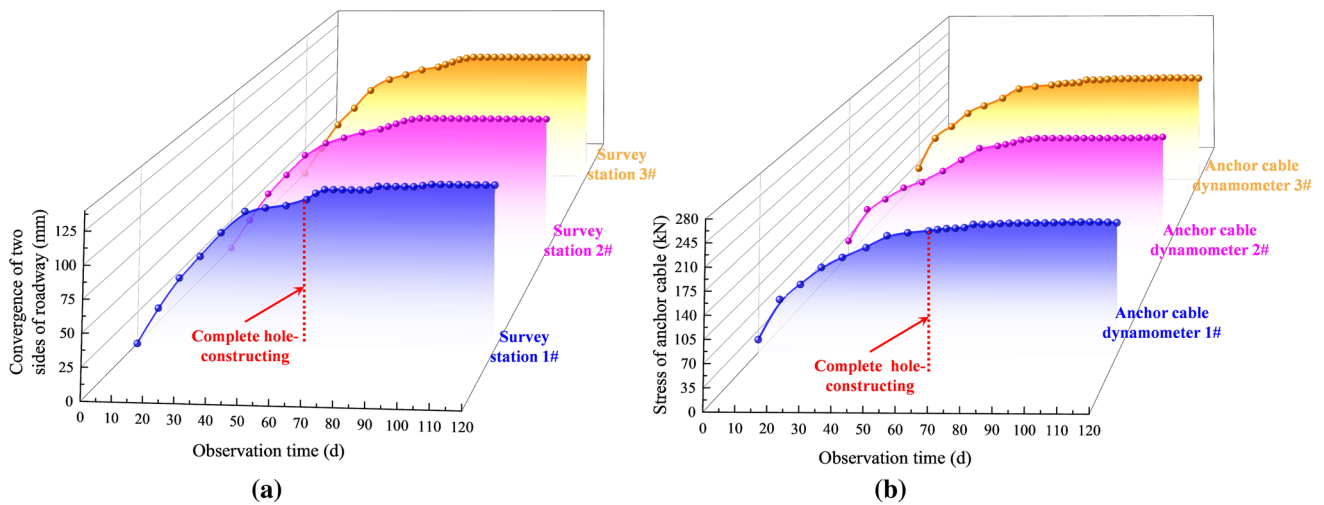 Convergence of two
sides of roadway (mm)
125
100
75
50
25
0
0 10 20 30 40 50 60 70 80 90 100 110 120
Observation time (d)
Survey
station 3#
Survey
station 2#
Survey
station 1#
Complete hole-
constructing
(a)
Stress of anchor cable (kN)
280
245
210
175
140
105
70
35
0
0 10 20 30 40 50 60 70 80 90 100 110 120
Observation time (d)
Anchor cable
dynamometer 3#
Anchor cable
dynamometer 2#
Anchor cable
dynamometer 1#
Complete hole-
constructing
(b)